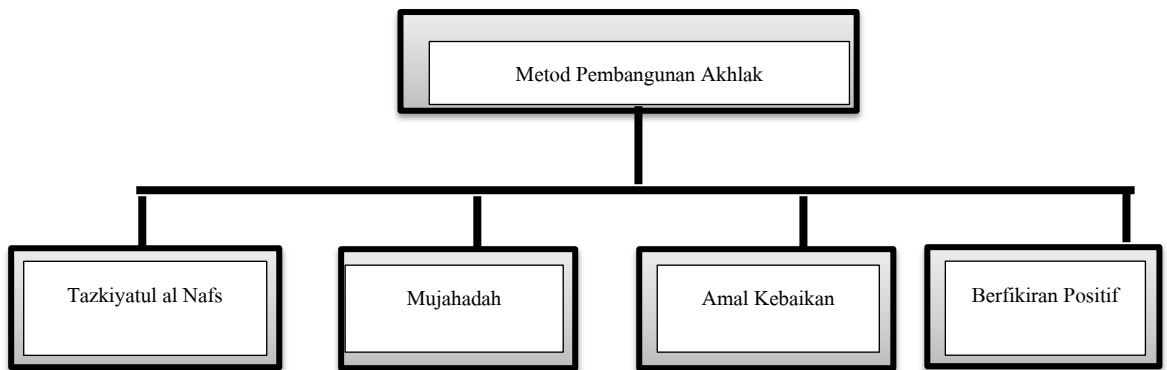 Metod Pembangunan Akhlak
Tazkiyatul al Nafs
Mujahadah
Amal Kebaikan
Berfikiran Positif